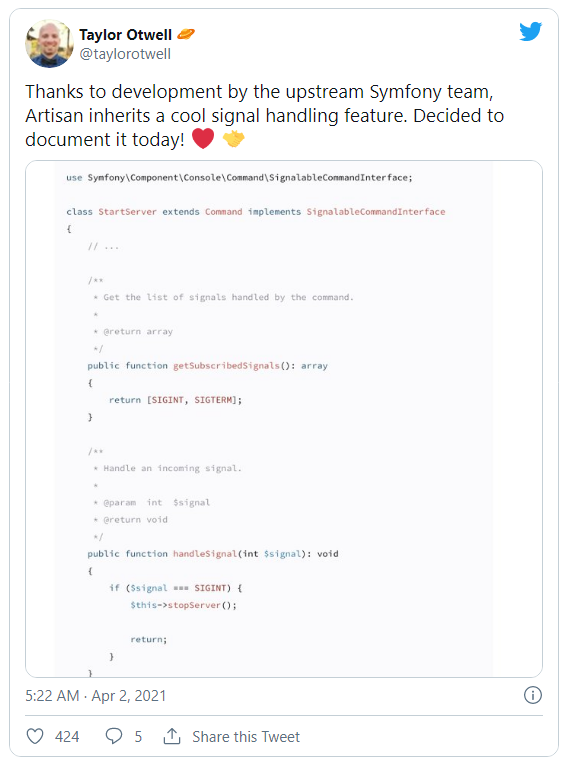 Taylor Otwell
@taylorotwell
Thanks to development by the upstream Symfony team,
Artisan inherits a cool signal handling feature. Decided to
document it today!
use Symfony\Component\Console\Command\SignalableCommandInterface;
class StartServer extends Command implements SignalableCommandInterface
{
// ...
/**
* Get the list of signals handled by the command.
*
* @return array
*/
public function getSubscribedSignals(): array
{
return [SIGINT, SIGTERM];
}
/**
* Handle an incoming signal.
*
* @param  int  $signal
* @return void
*/
public function handleSignal(int $signal): void
{
if ($signal === SIGINT) {
$this->stopServer();
return;
}
}
5:22 AM · Apr 2, 2021
424 5 Share this Tweet